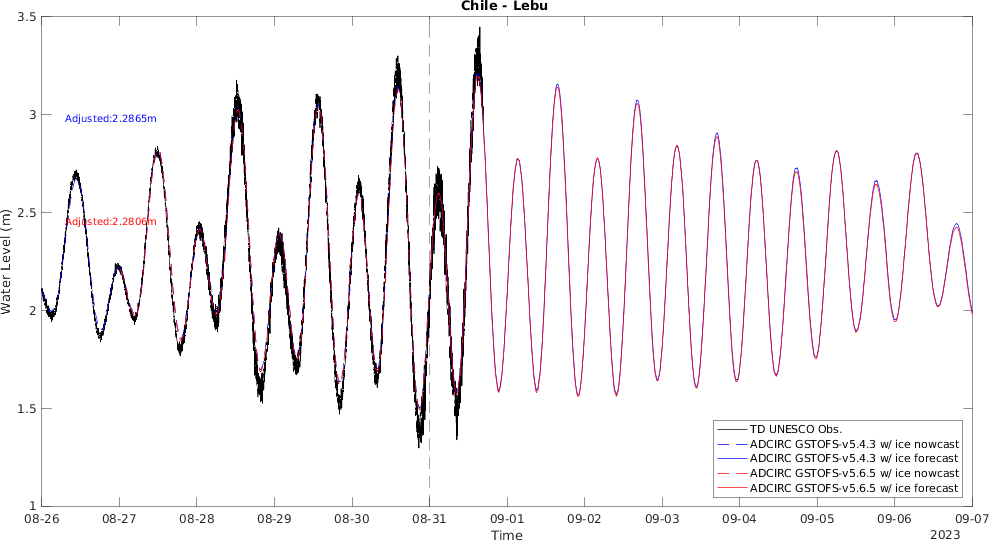 Chile - Lebu
3.5
3
2.5
2
1.5
1
Water Level (m)
Adjusted:2.2865m
Adjusted:2.2806m
TD UNESCO Obs.
ADCIRC GSTOFS-v5.4.3 w/ ice nowcast
ADCIRC GSTOFS-v5.4.3 w/ ice forecast
ADCIRC GSTOFS-v5.6.5 w/ ice nowcast
ADCIRC GSTOFS-v5.6.5 w/ ice forecast
08-26 08-27 08-28 08-29 08-30 08-31 09-01 09-02 09-03 09-04 09-05 09-06 09-07
Time
2023